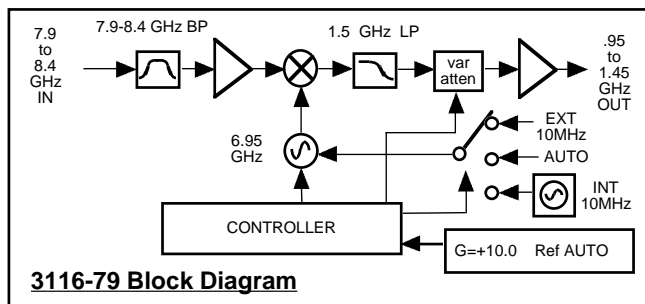 7.9
to
8.4
GHz
IN
7.9-8.4 GHz BP
1.5 GHz LP
var
atten
.95
to
1.45
GHz
OUT
6.95
GHz
EXT
10MHz
AUTO
INT
10MHz
CONTROLLER
G=+10.0 Ref AUTO
3116-79 Block Diagram